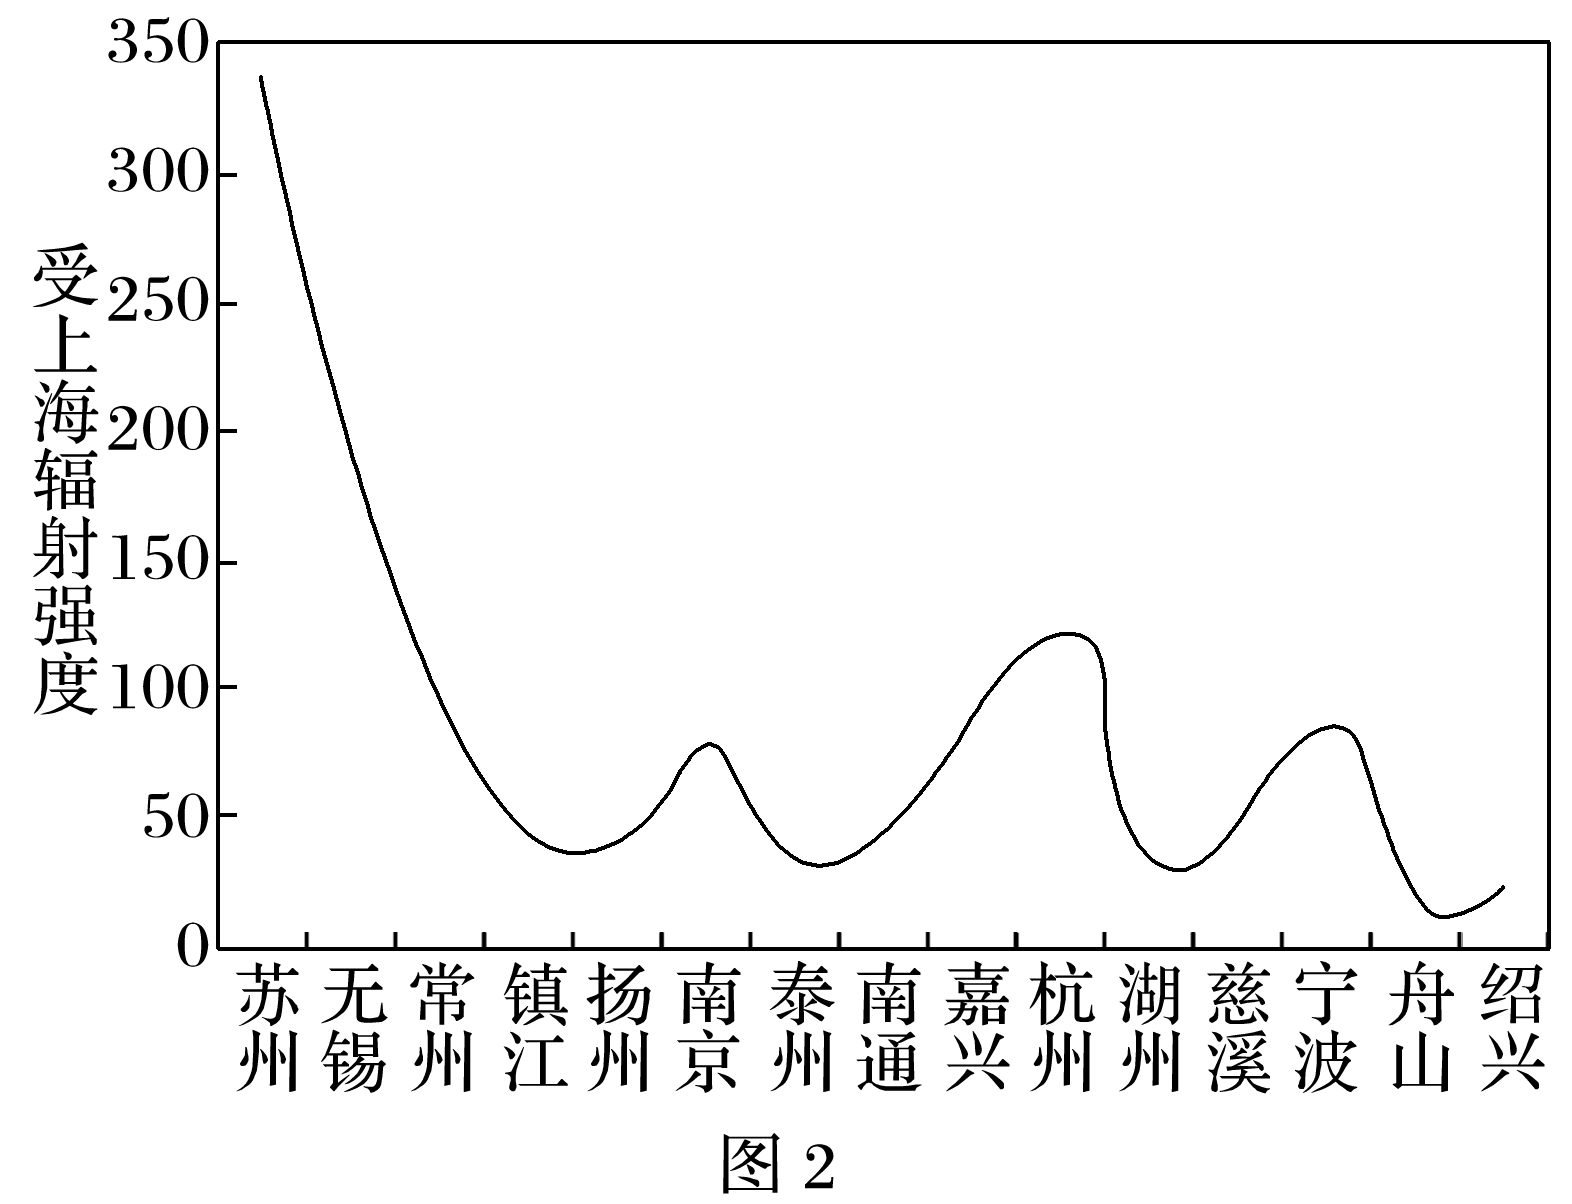 受上海辐射强度
350
300
250
200
150
100
50
0
苏州
无锡
常州
镇江
扬州
南京
泰州
南通
嘉兴
杭州
湖州
慈溪
宁波
舟山
绍兴
图 2